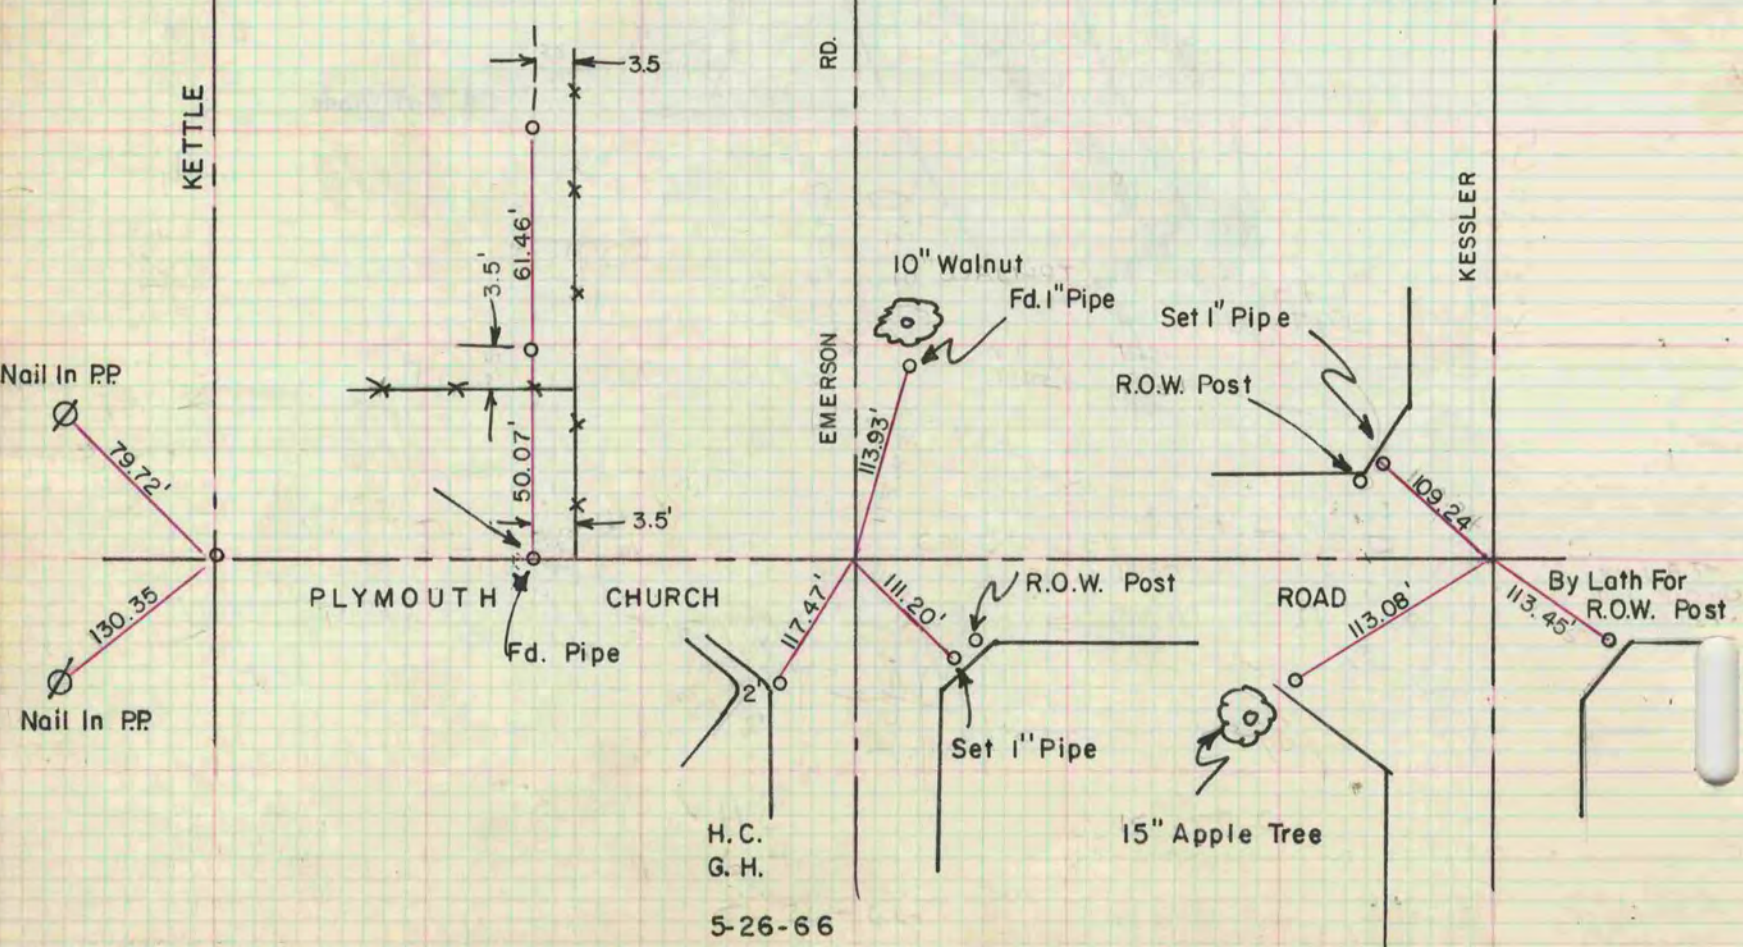 KETTLE
3.5
RD.
KESSLER
61.46'
3.5'
10" Walnut
Fd. 1" Pipe
Set 1" Pipe
EMERSON
Nail In P.P.
R.O.W. Post
79.72'
50.07'
113.93'
109.24'
3.5'
PLYMOUTH CHURCH ROAD
130.35
Fd. Pipe
117.47'
111.20'
R.O.W. Post
113.08'
113.45'
By Lath For
R.O.W. Post
2'
Nail In P.P.
Set 1" Pipe
15" Apple Tree
H.C.
G.H.
5-26-66